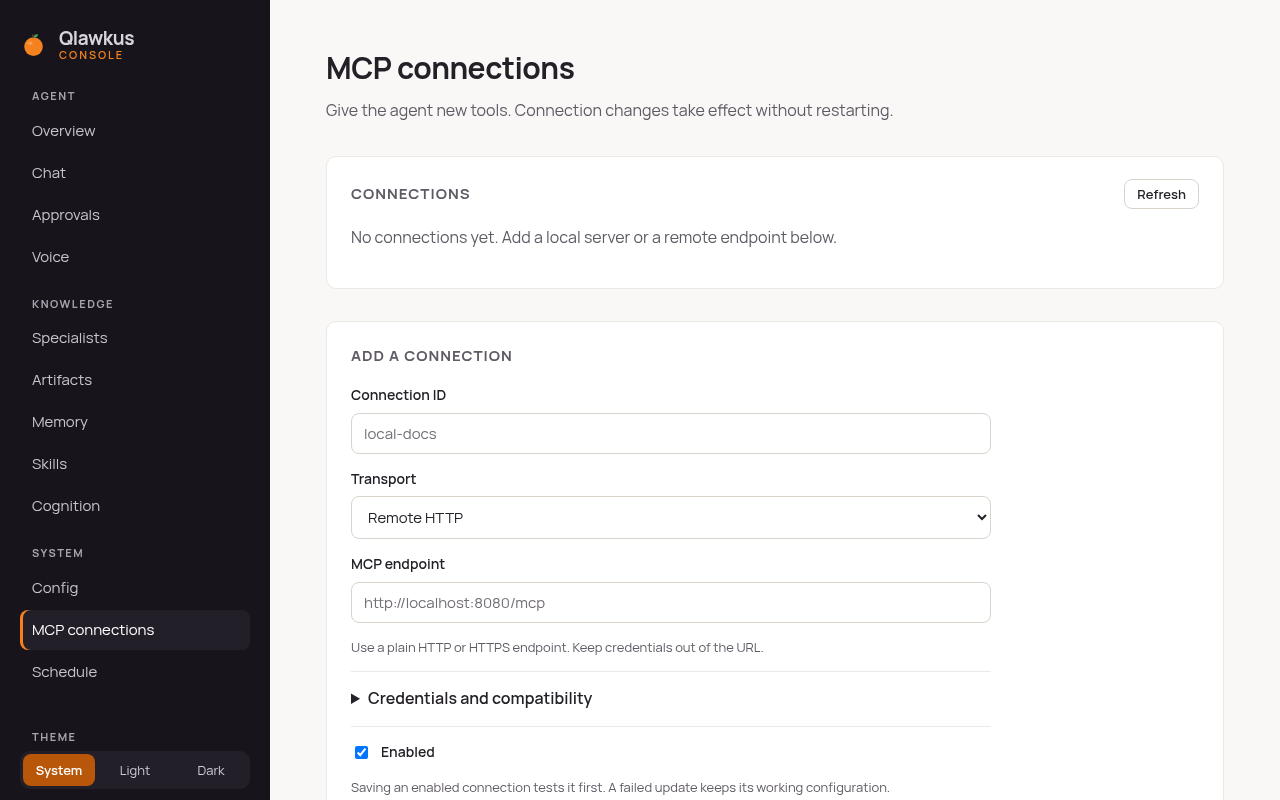 Qlawkus
CONSOLE
AGENT
Overview
Chat
Approvals
Voice
KNOWLEDGE
Specialists
Artifacts
Memory
Skills
Cognition
SYSTEM
Config
MCP connections
Schedule
THEME
System Light Dark
MCP connections
Give the agent new tools. Connection changes take effect without restarting.
CONNECTIONS
Refresh
No connections yet. Add a local server or a remote endpoint below.
ADD A CONNECTION
Connection ID
local-docs
Transport
Remote HTTP
MCP endpoint
http://localhost:8080/mcp
Use a plain HTTP or HTTPS endpoint. Keep credentials out of the URL.
Credentials and compatibility
Enabled
Saving an enabled connection tests it first. A failed update keeps its working configuration.